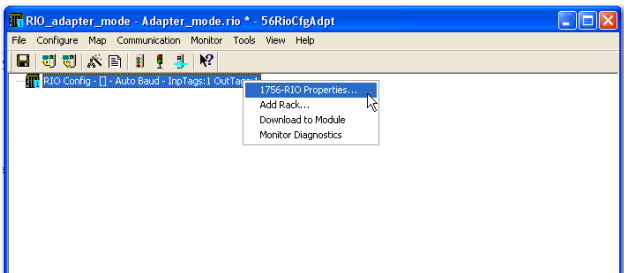 RIO_adapter_mode - Adapter_mode.rio * - 56RioCfgAdpt
File Configure Map Communication Monitor Tools View Help
RIO Config - [] - Auto Baud - InpTags:1 OutTags:1
1756-RIO Properties...
Add Rack...
Download to Module
Monitor Diagnostics